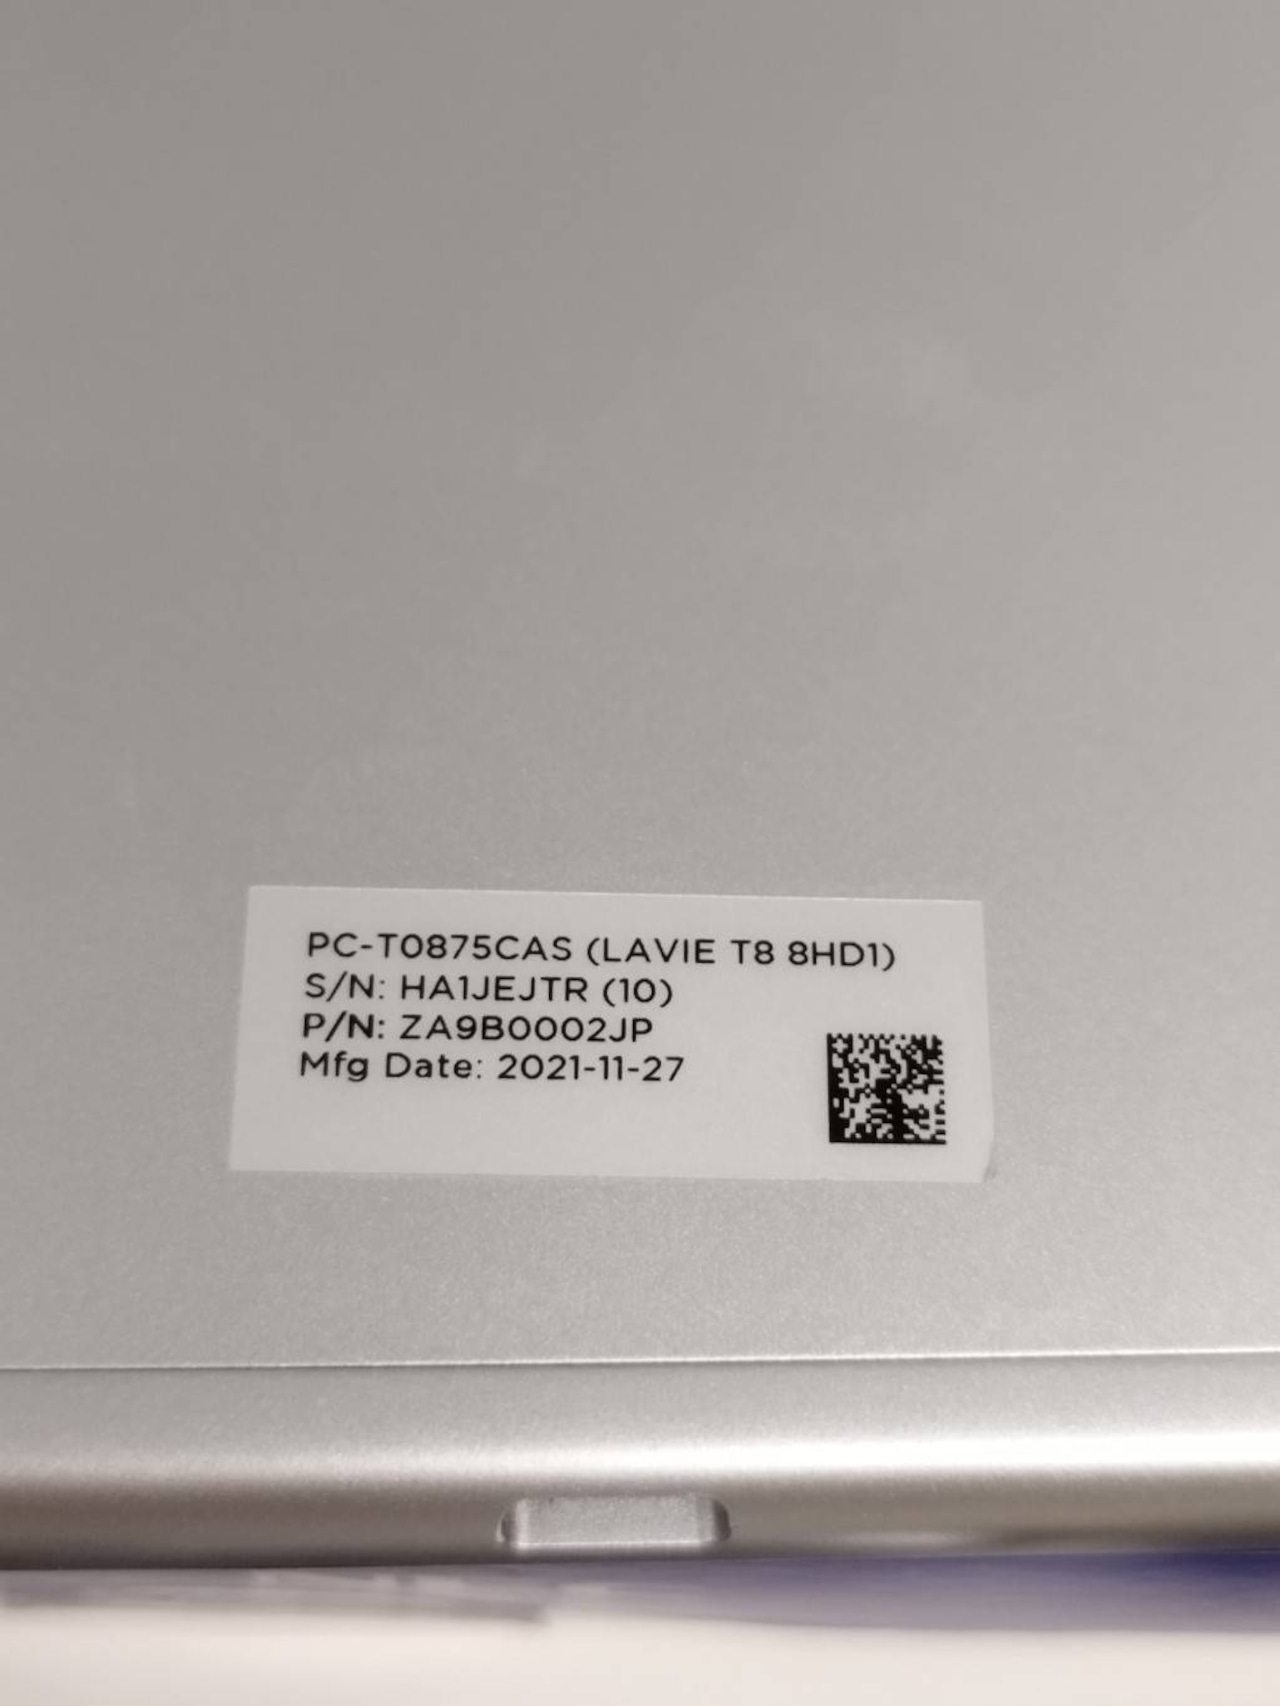 PC-T0875CAS (LAVIE T8 8HD1)
S/N: HA1JEJTR (10)
P/N: ZA9B0002JP
Mfg Date: 2021-11-27